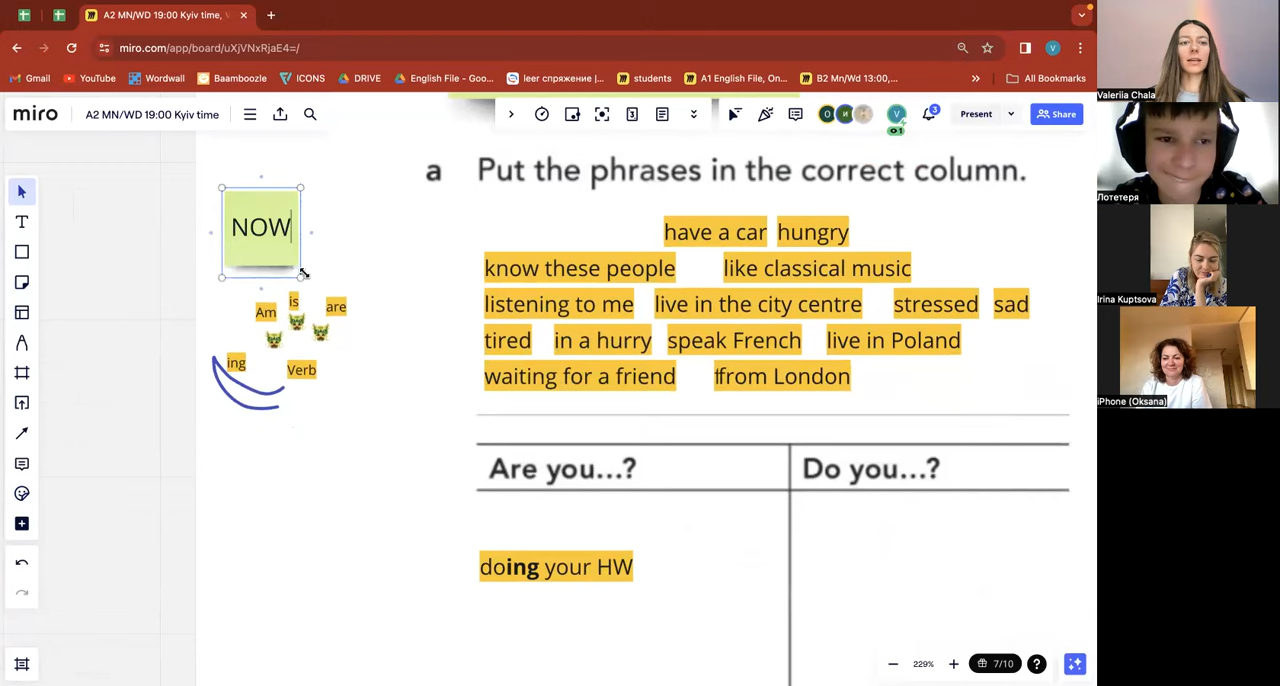 A2 MN/WD 19:00 Kyiv time, \
miro.com/app/board/uXjVNxRjaE4=/
V
Gmail YouTube Wordwall Baamboozle ICONS DRIVE English File - Goo... leer спряжение |... students A1 English File, On... B2 Mn/Wd 13:00,... » All Bookmarks
miro A2 MN/WD 19:00 Kyiv time 3 O И V 1 3 Present Share
a Put the phrases in the correct column.
NOW
have a car hungry
know these people like classical music
listening to me live in the city centre stressed sad
tired in a hurry speak French live in Poland
waiting for a friend from London
Am is are
ing Verb
Are you...? Do you...?
doing your HW
229% 7/10 ?
Valeriia Chala
Лотетеря
Irina Kuptsova
iPhone (Oksana)